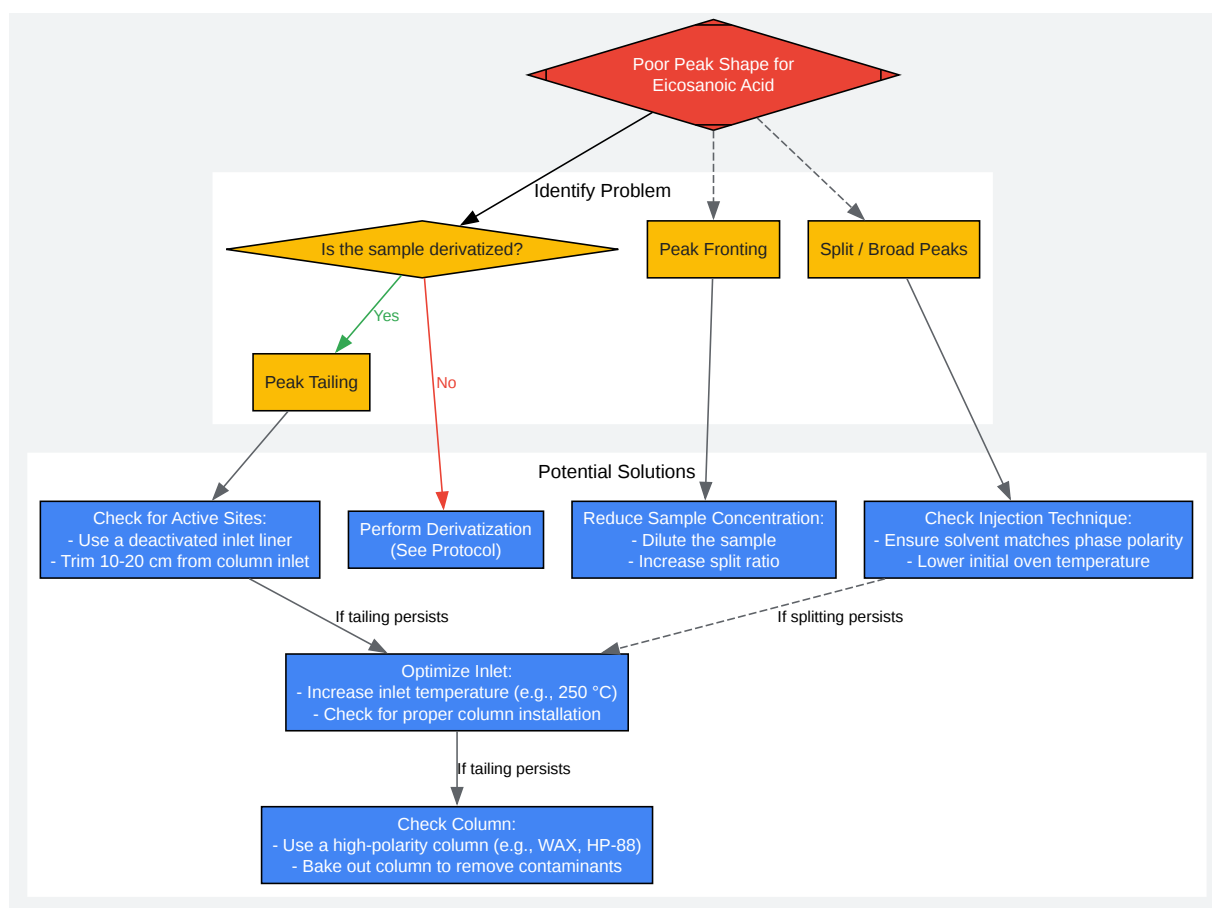 Poor Peak Shape for
Eicosanoic Acid
Identify Problem
Is the sample derivatized?
Peak Fronting
Split / Broad Peaks
Yes
Peak Tailing
No
Potential Solutions
Check for Active Sites:
- Use a deactivated inlet liner
- Trim 10-20 cm from column inlet
Perform Derivatization
(See Protocol)
Reduce Sample Concentration:
- Dilute the sample
- Increase split ratio
Check Injection Technique:
- Ensure solvent matches phase polarity
- Lower initial oven temperature
If tailing persists
If splitting persists
Optimize Inlet:
- Increase inlet temperature (e.g., 250 °C)
- Check for proper column installation
If tailing persists
Check Column:
- Use a high-polarity column (e.g., WAX, HP-88)
- Bake out column to remove contaminants